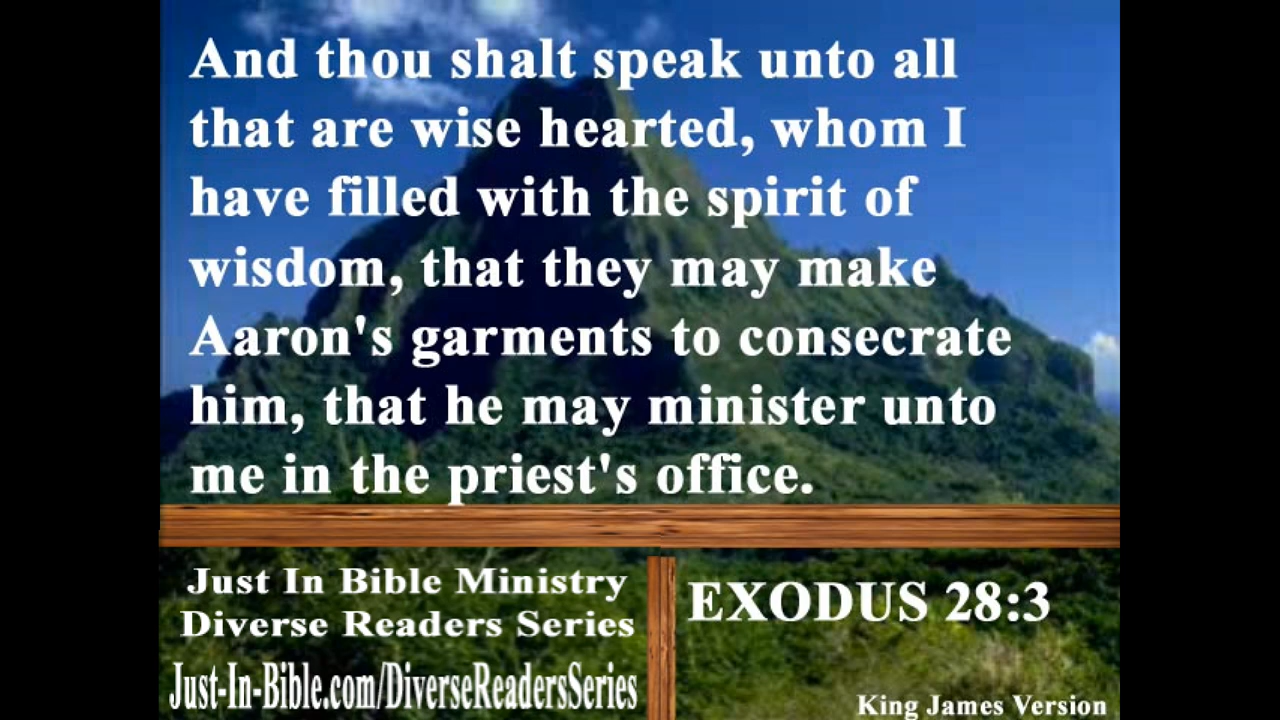 And thou shalt speak unto all
that are wise hearted, whom I
have filled with the spirit of
wisdom, that they may make
Aaron's garments to consecrate
him, that he may minister unto
me in the priest's office.
Just In Bible Ministry
Diverse Readers Series
Just-In-Bible.com/DiverseReadersSeries
EXODUS 28:3
King James Version